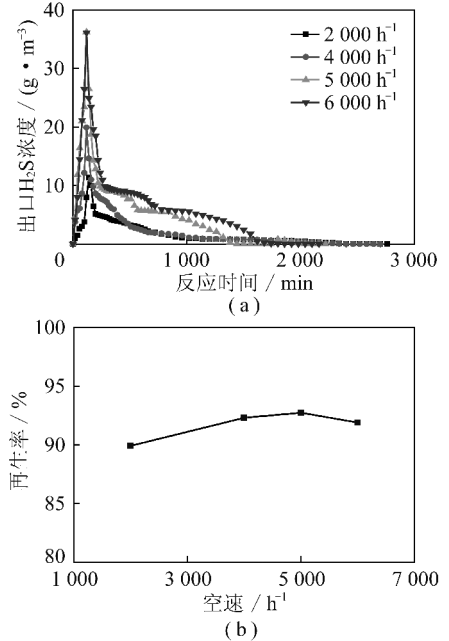 40
30
20
10
0
出口H₂S浓度 / (g·m⁻³)
2 000 h⁻¹
4 000 h⁻¹
5 000 h⁻¹
6 000 h⁻¹
0
1 000
2 000
3 000
反应时间 / min
(a)
100
95
90
85
80
再生率 / %
1 000
3 000
5 000
7 000
空速 / h⁻¹
(b)